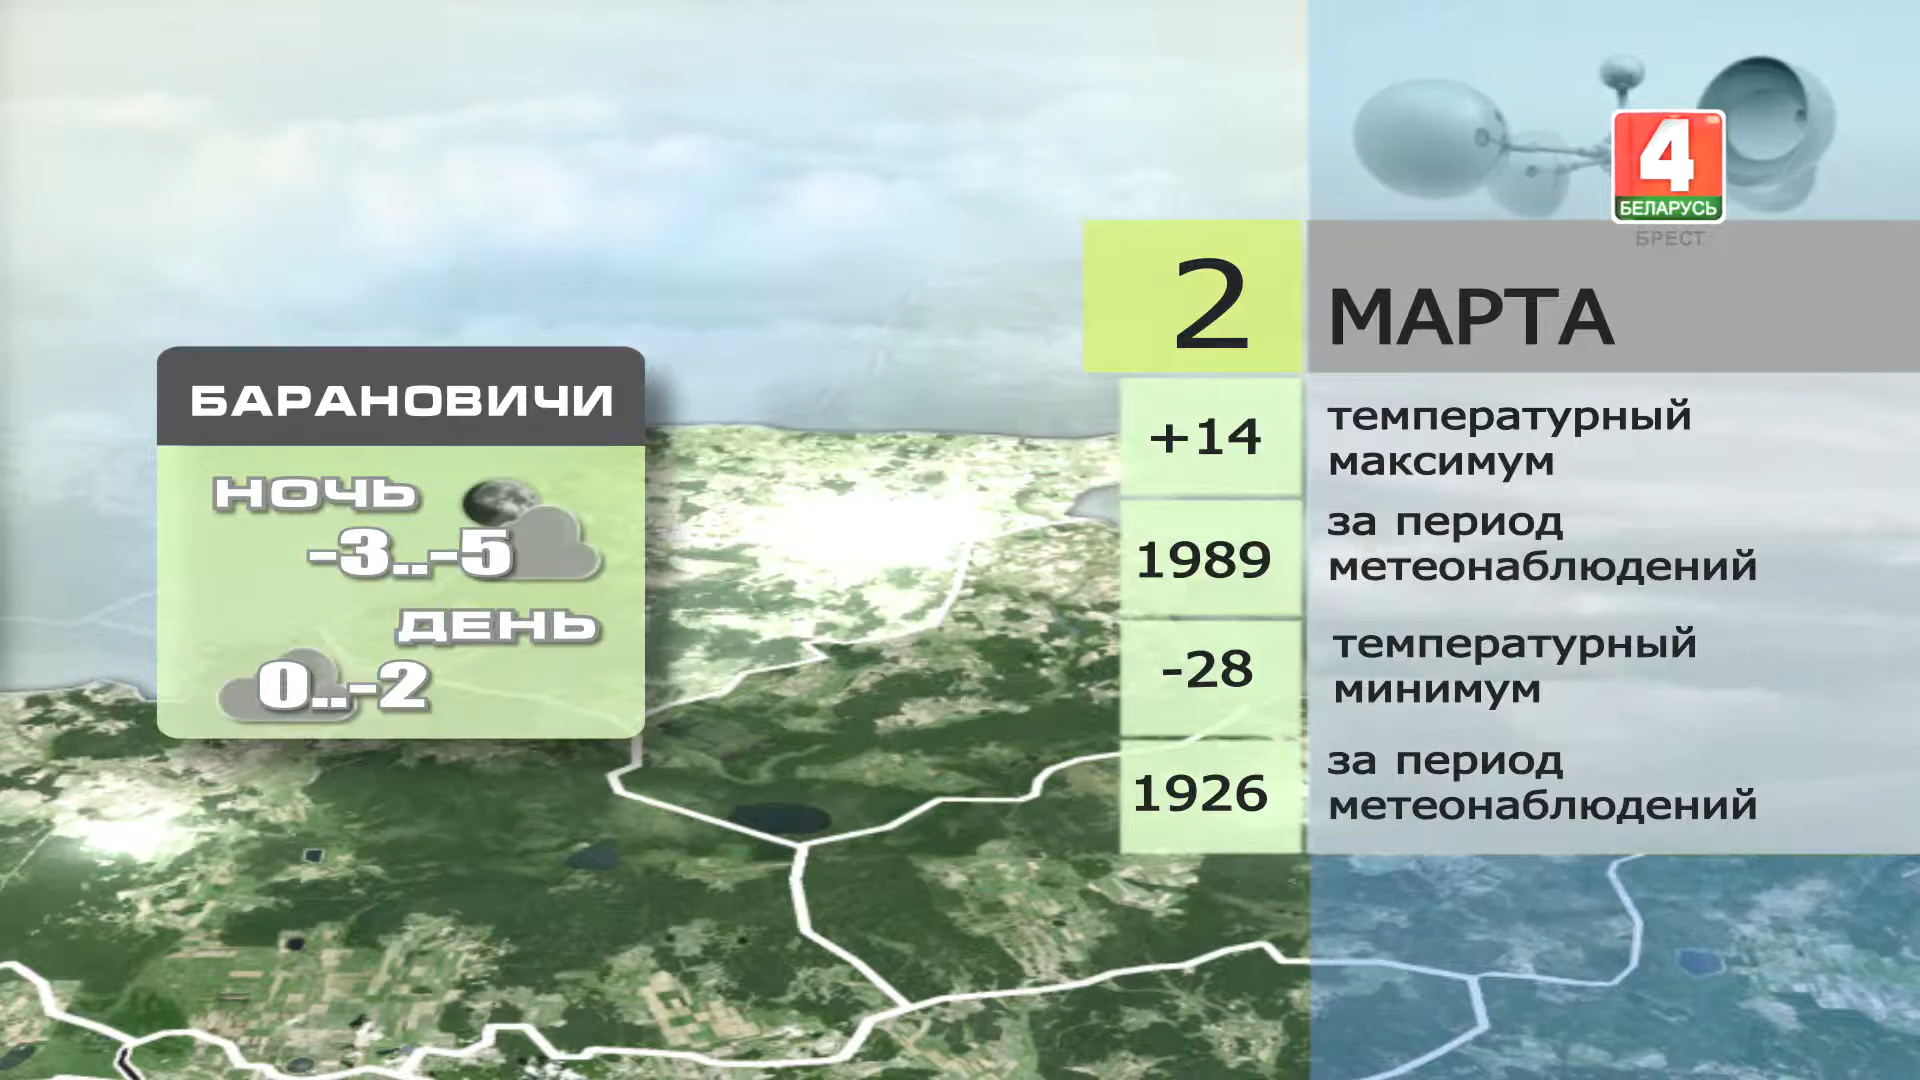 4
БЕЛАРУСЬ
БРЕСТ
2 МАРТА
БАРАНОВИЧИ
НОЧЬ
-3..-5
ДЕНЬ
0..-2
+14
температурный
максимум
1989
за период
метеонаблюдений
-28
температурный
минимум
1926
за период
метеонаблюдений